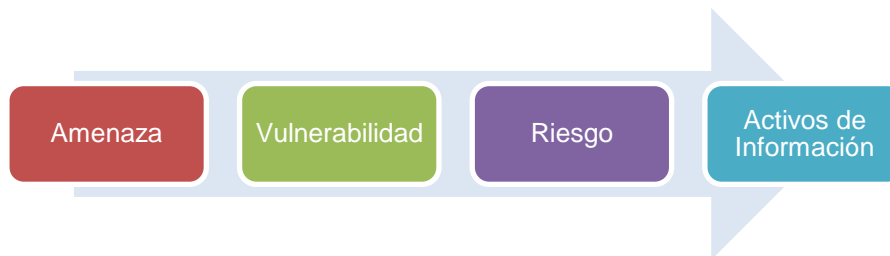 Amenaza
Vulnerabilidad
Riesgo
Activos de
Información